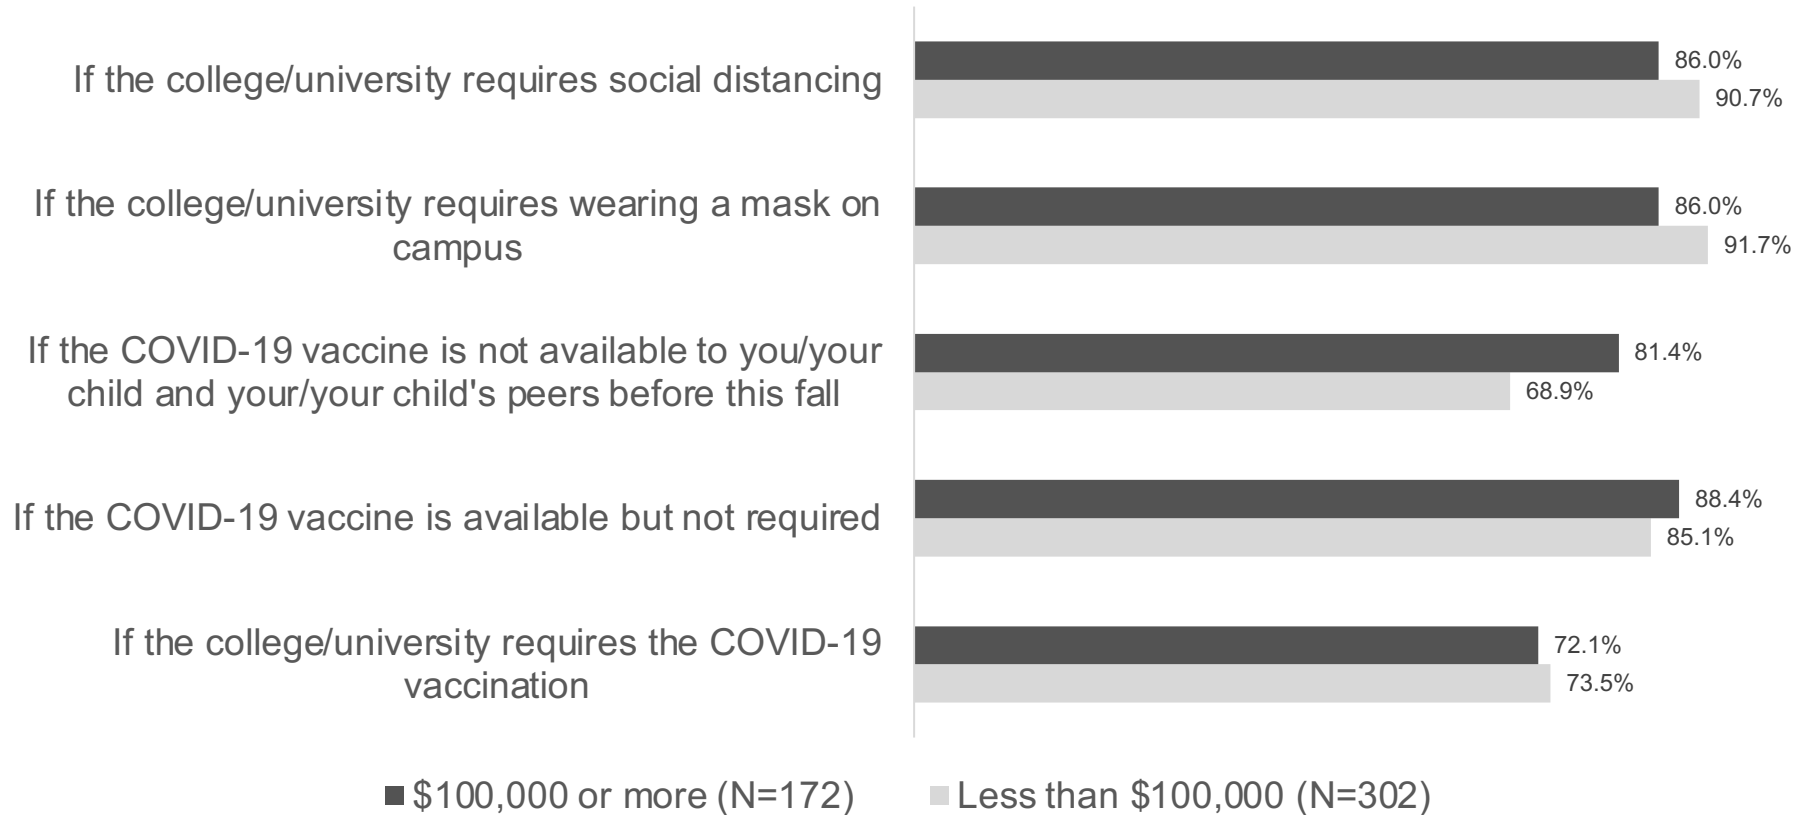 If the college/university requires social distancing
86.0%
90.7%
If the college/university requires wearing a mask on
campus
86.0%
91.7%
If the COVID-19 vaccine is not available to you/your
child and your/your child's peers before this fall
81.4%
68.9%
If the COVID-19 vaccine is available but not required
88.4%
85.1%
If the college/university requires the COVID-19
vaccination
72.1%
73.5%
$100,000 or more (N=172)
Less than $100,000 (N=302)